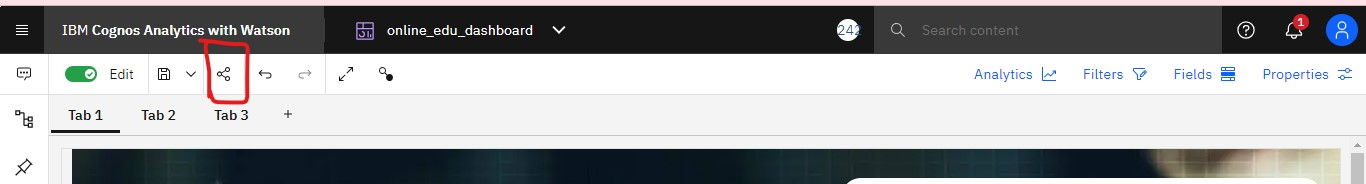 IBM Cognos Analytics with Watson online_edu_dashboard 242 Search content 1
Edit Analytics Filters Fields Properties
Tab 1 Tab 2 Tab 3 +